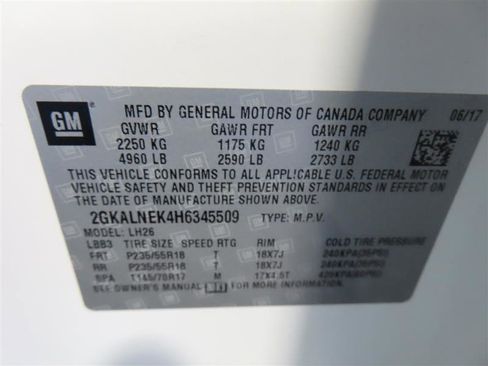 GM
MFD BY GENERAL MOTORS OF CANADA COMPANY 06/17
GVWR GAWR FRT GAWR RR
2250 KG 1175 KG 1240 KG
4960 LB 2590 LB 2733 LB
THIS VEHICLE CONFORMS TO ALL APPLICABLE U.S. FEDERAL MOTOR
VEHICLE SAFETY AND THEFT PREVENTION STANDARDS IN EFFECT ON
THE DATE OF MANUFACTURE SHOWN ABOVE.
2GKALNEK4H6345509 TYPE: M.P.V.
MODEL: LH26
LBB3 TIRE SIZE SPEED RTG RIM COLD TIRE PRESSURE
FRT P235/55R18 T 18X7J 240KPA(35PSI)
RR P235/55R18 T 18X7J 240KPA(35PSI)
SPA T145/70R17 M 17X4.5T 420KPA(60PSI)
SEE OWNER'S MANUAL FOR MORE INFORMATION